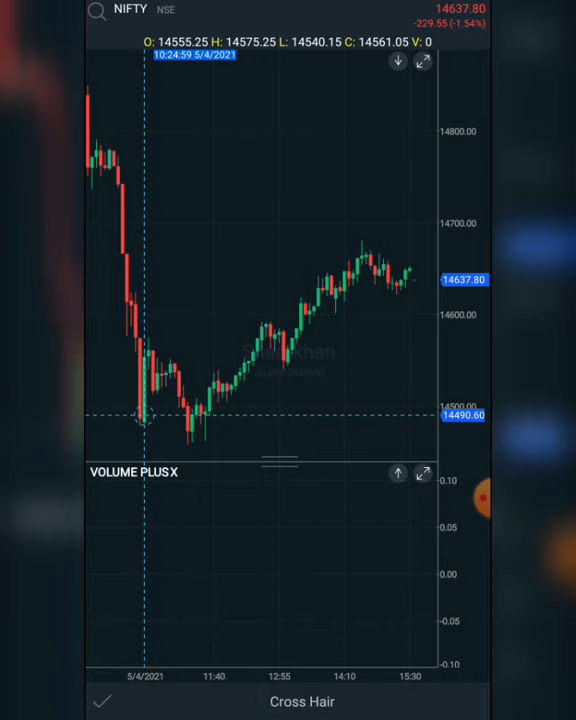 NIFTY NSE
14637.80
-229.55 (-1.54%)
O: 14555.25 H: 14575.25 L: 14540.15 C: 14561.05 V: 0
10:24:59 5/4/2021
14800.00
14700.00
14637.80
14600.00
14500.00
14490.60
VOLUME PLUS X
0.10
0.05
0.00
-0.05
-0.10
5/4/2021 11:40 12:55 14:10 15:30
Cross Hair